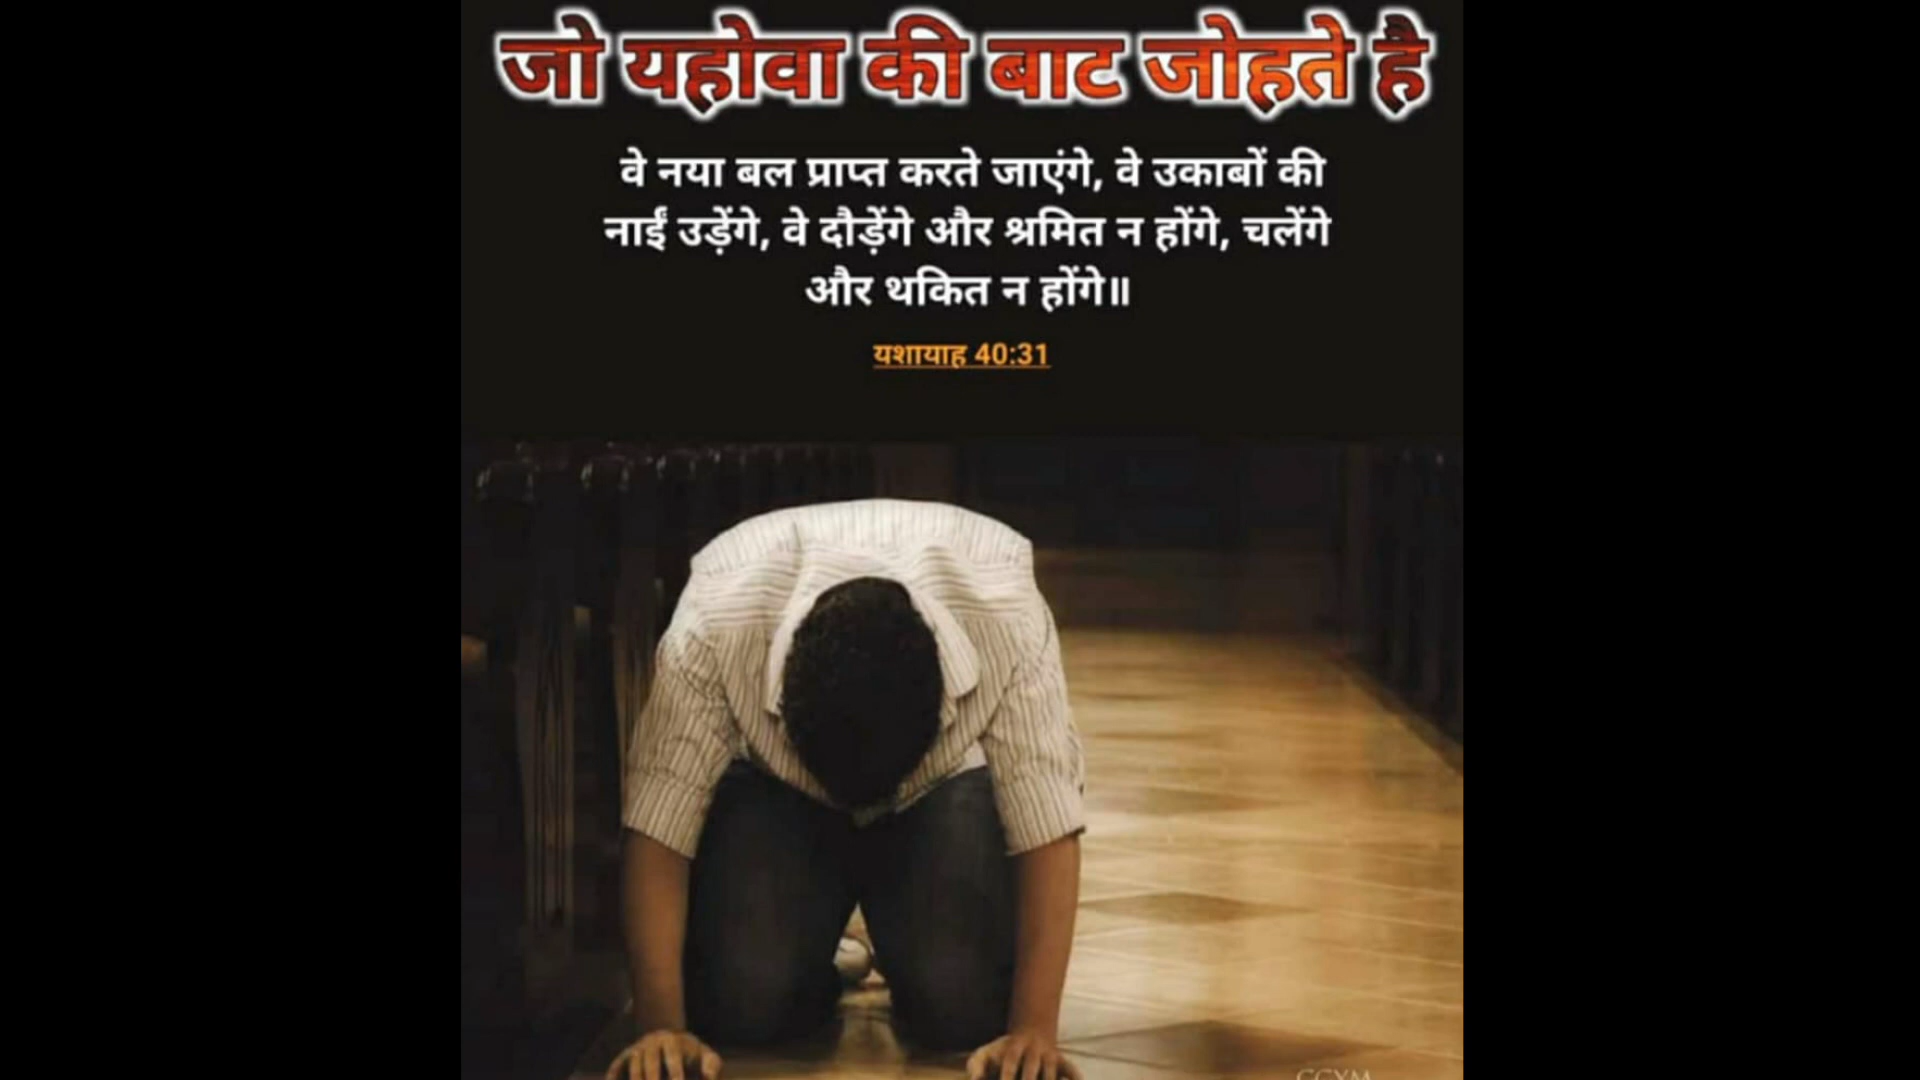 जो यहोवा की बाट जोहते है
वे नया बल प्राप्त करते जाएंगे, वे उकाबों की
नाईं उड़ेंगे, वे दौड़ेंगे और श्रमित न होंगे, चलेंगे
और थकित न होंगे॥
यशायाह 40:31